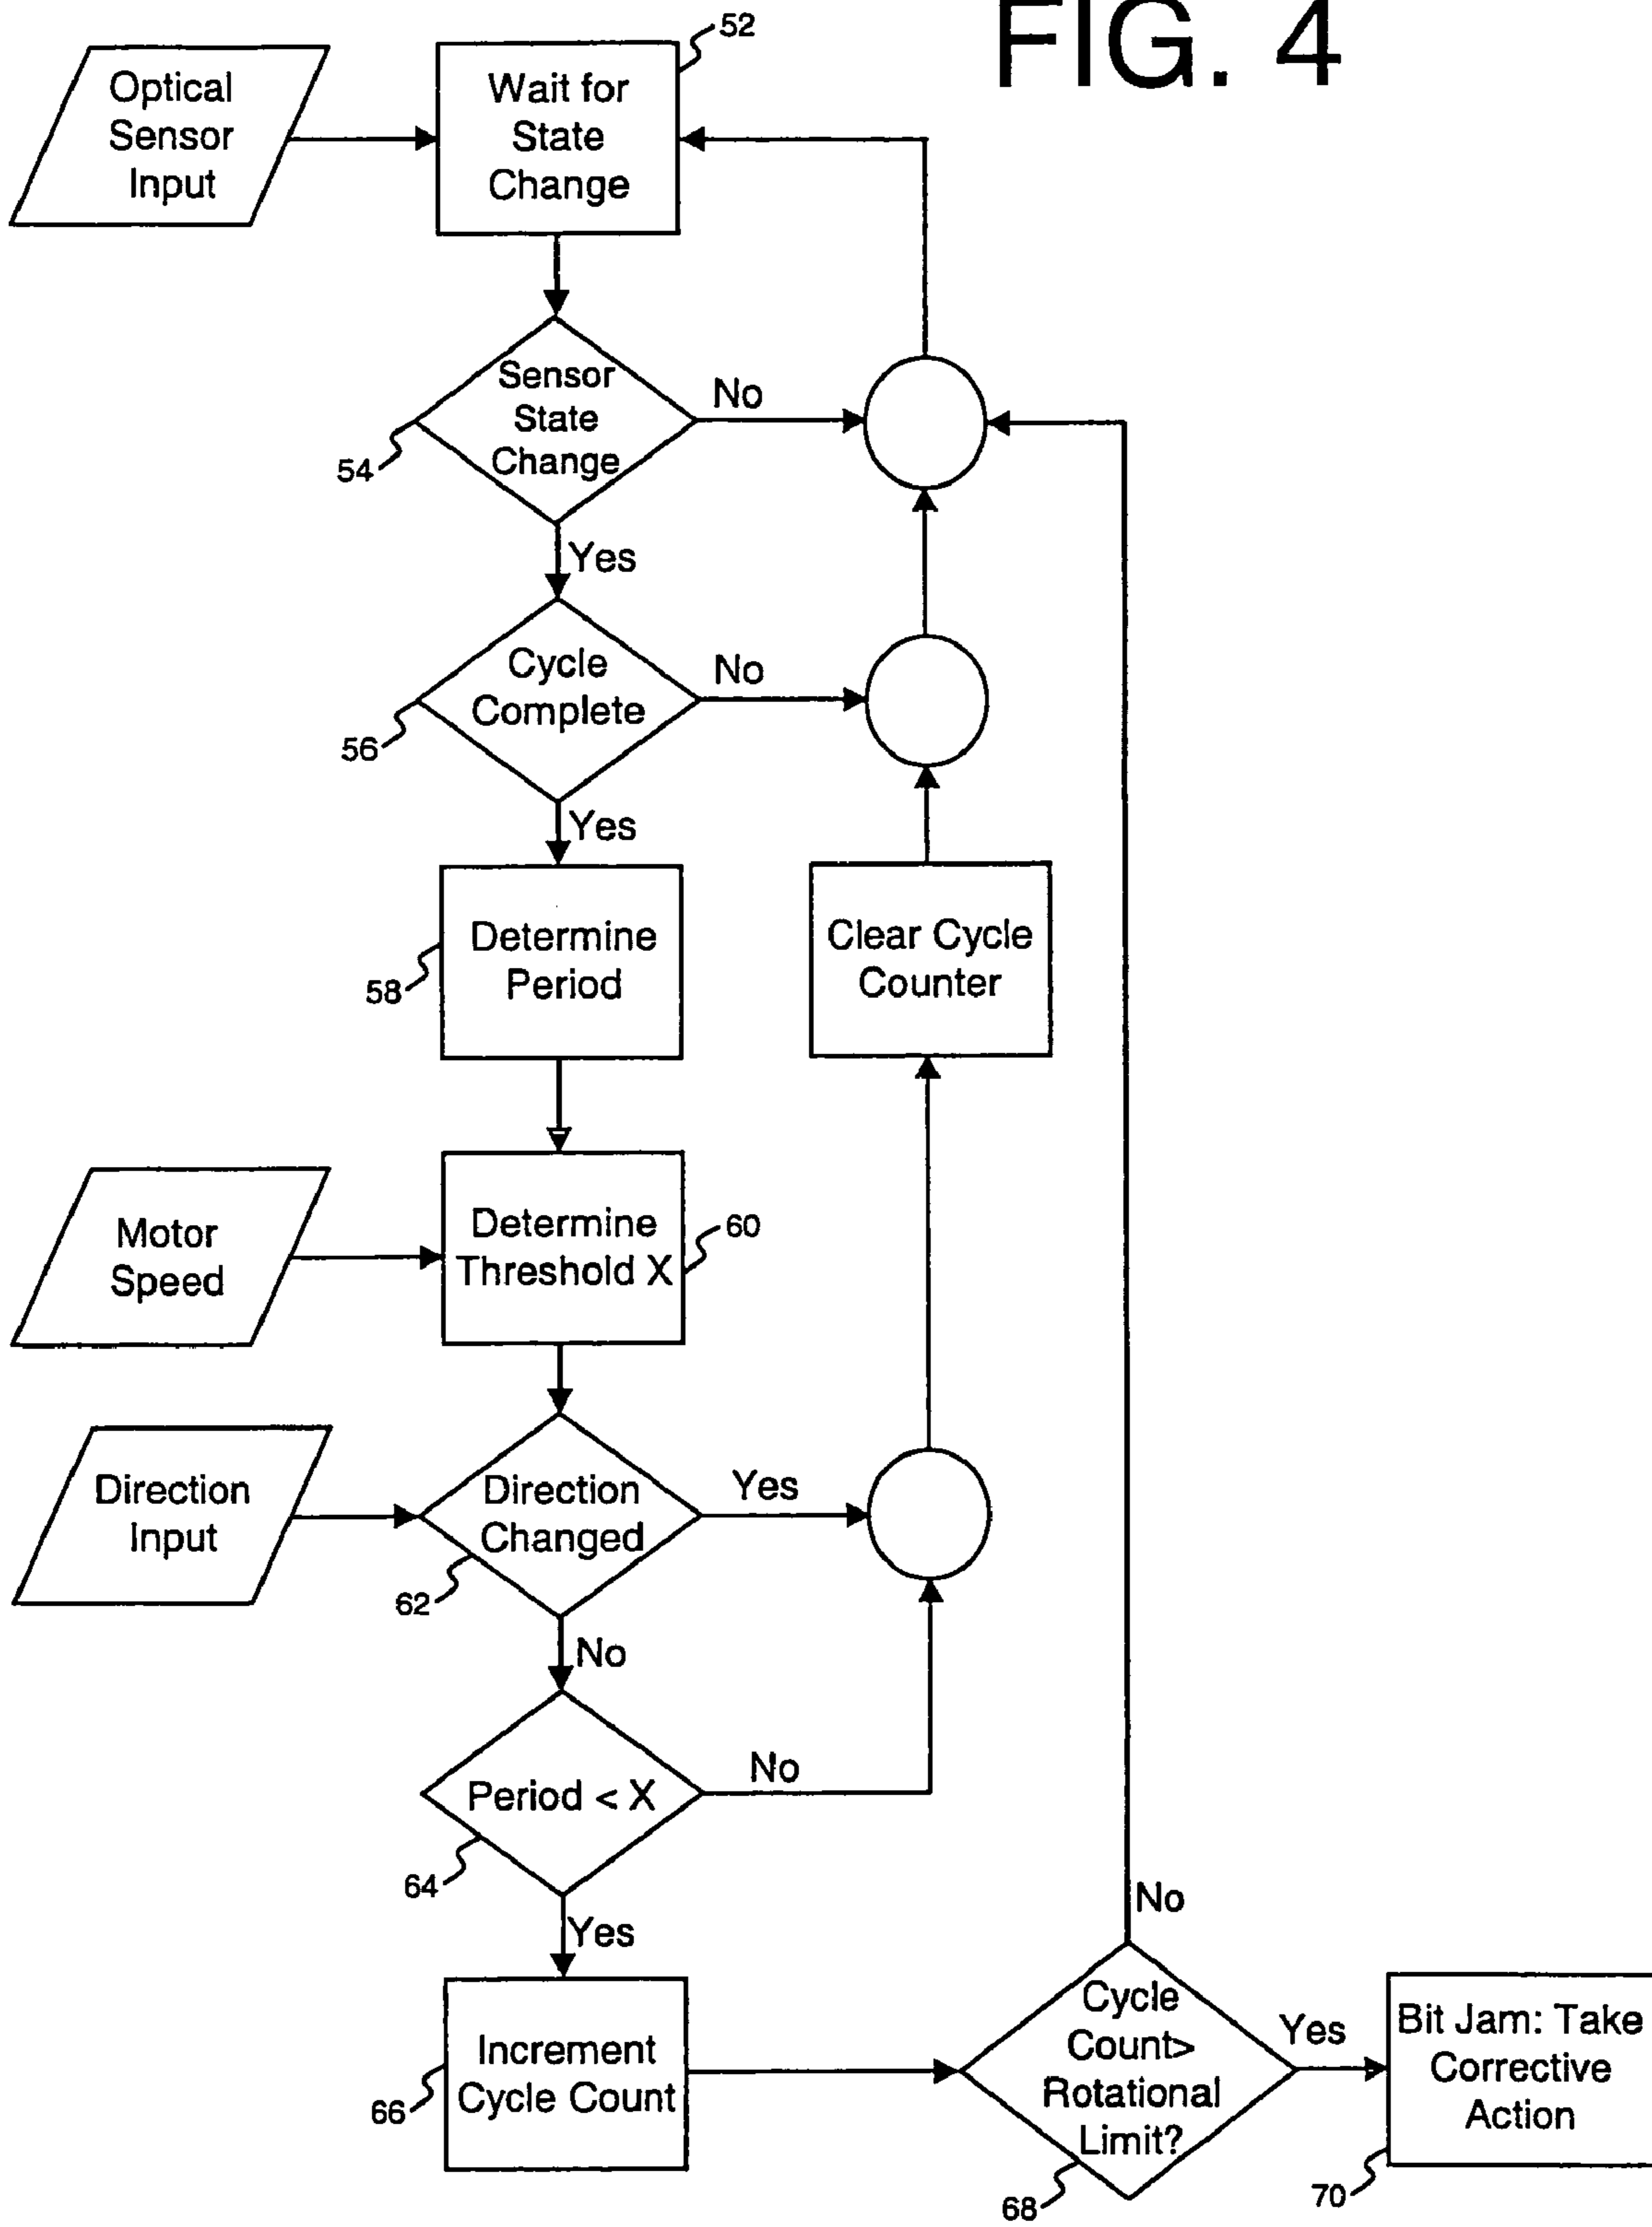 FIG. 4
52
Optical
Sensor
Input
Wait for
State
Change
Sensor
State
Change
No
54
Yes
Cycle
Complete
No
56
Yes
Determine
Period
58
Clear Cycle
Counter
Motor
Speed
Determine
Threshold X
60
Direction
Input
Direction
Changed
Yes
62
No
Period < X
No
64
Yes
No
Increment
Cycle Count
66
Cycle
Count>
Rotational
Limit?
68
Yes
Bit Jam: Take
Corrective
Action
70